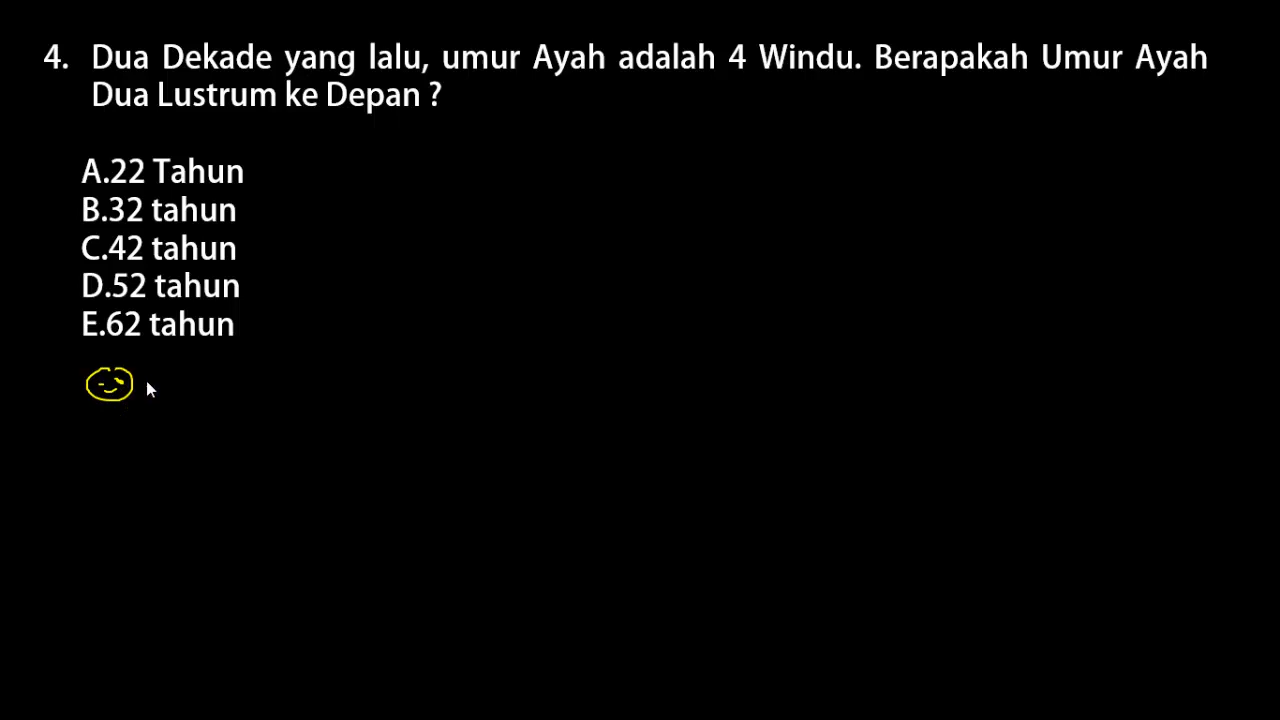 4. Dua Dekade yang lalu, umur Ayah adalah 4 Windu. Berapakah Umur Ayah
Dua Lustrum ke Depan ?
A.22 Tahun
B.32 tahun
C.42 tahun
D.52 tahun
E.62 tahun